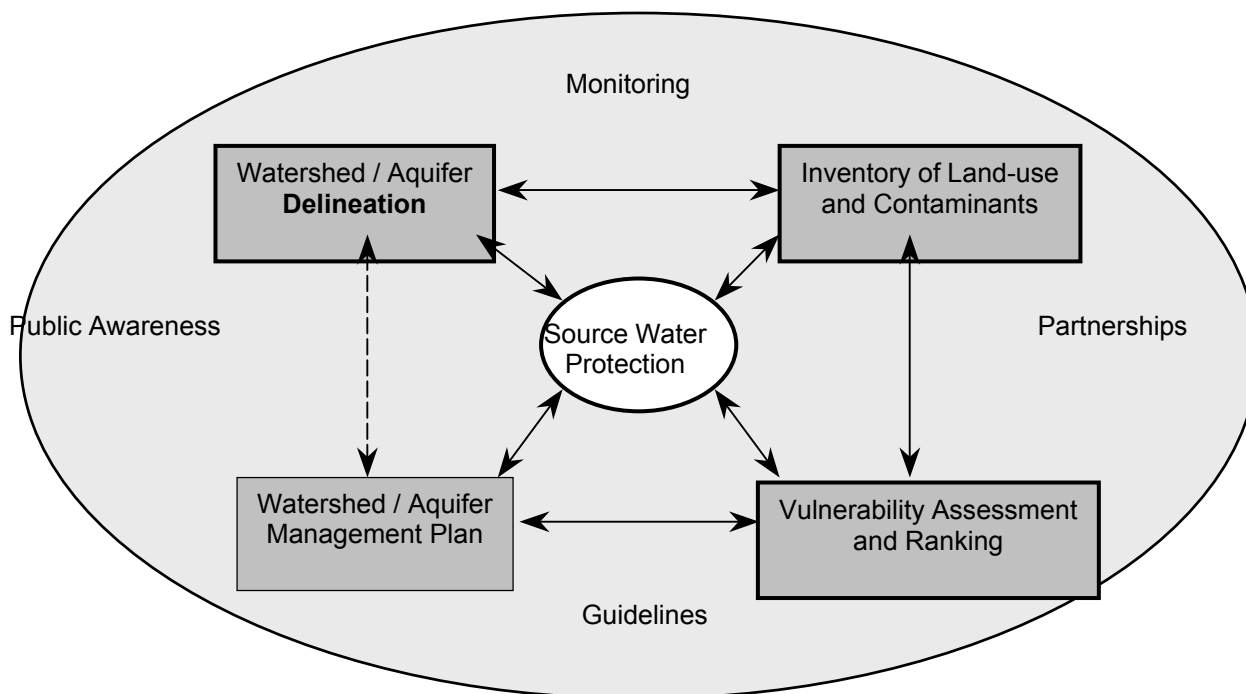 Monitoring
Watershed / Aquifer
Delineation
Inventory of Land-use
and Contaminants
Public Awareness
Source Water
Protection
Partnerships
Watershed / Aquifer
Management Plan
Vulnerability Assessment
and Ranking
Guidelines